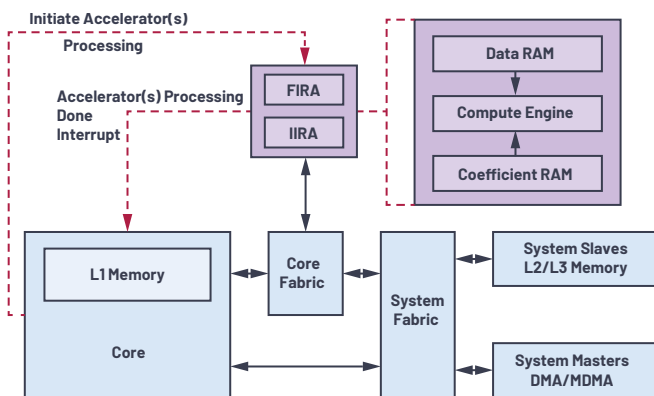 Initiate Accelerator(s)
Processing
Accelerator(s) Processing
Done
Interrupt
FIRA
IIRA
Data RAM
Compute Engine
Coefficient RAM
L1 Memory
Core
Core
Fabric
System
Fabric
System Slaves
L2/L3 Memory
System Masters
DMA/MDMA